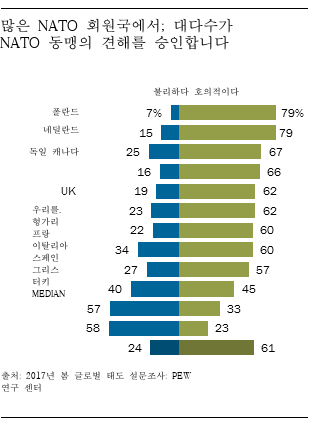 많은 NATO 회원국에서; 대다수가
NATO 동맹의 견해를 승인합니다
불리하다 호의적이다
폴란드 7% 79%
네덜란드 15 79
독일 캐나다 25 67
16 66
UK 19 62
우리를. 23 62
헝가리
프랑 22 60
이탈리아 34 60
스페인
그리스 27 57
터키 40 45
MEDIAN
57 33
58 23
24 61
출처: 2017년 봄 글로벌 태도 설문조사: PEW
연구 센터